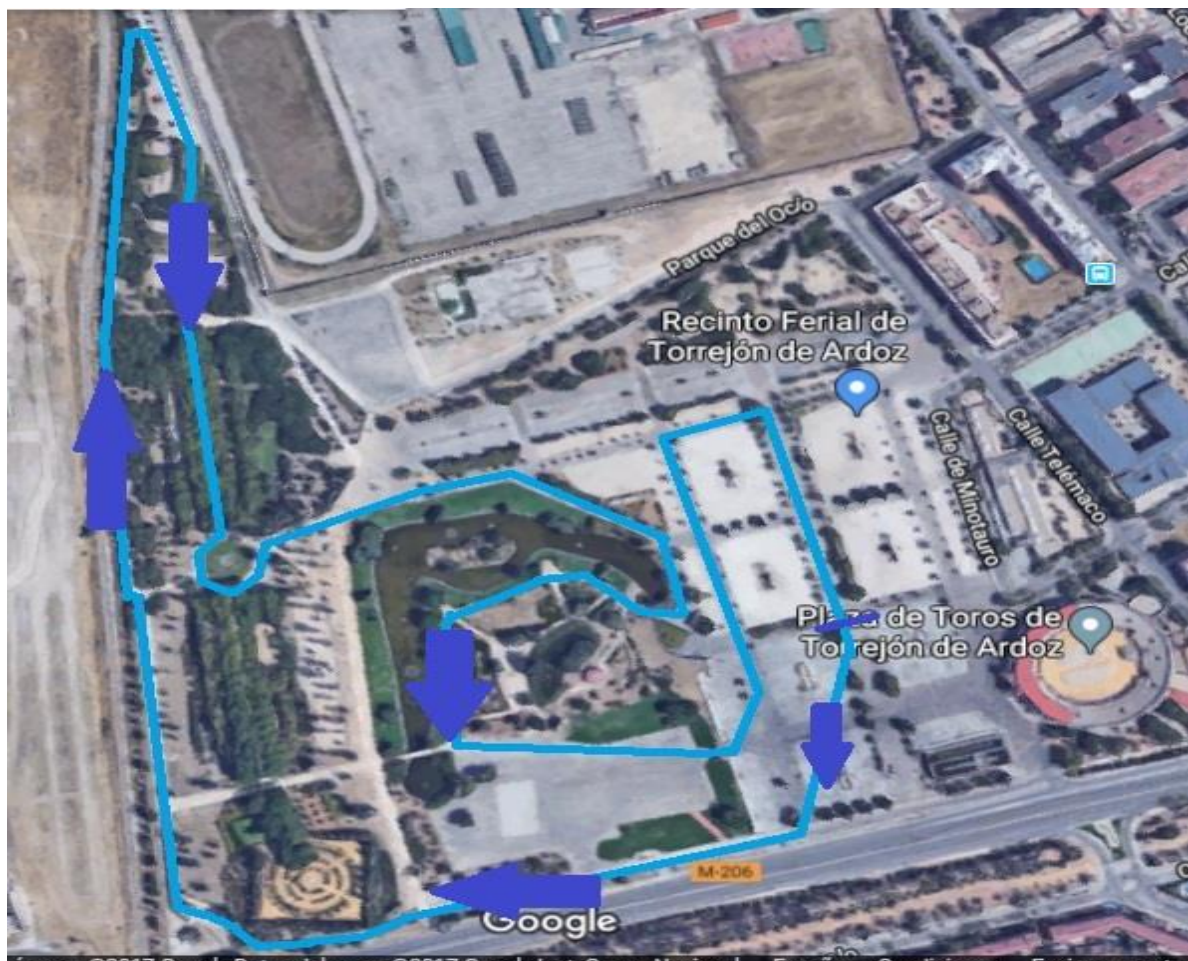 Parque del Ocio
Recinto Ferial de
Torrejón de Ardoz
Calle de Minotauro
Calle Telémaco
Plaza de Toros de
Torrejón de Ardoz
M-206
Google